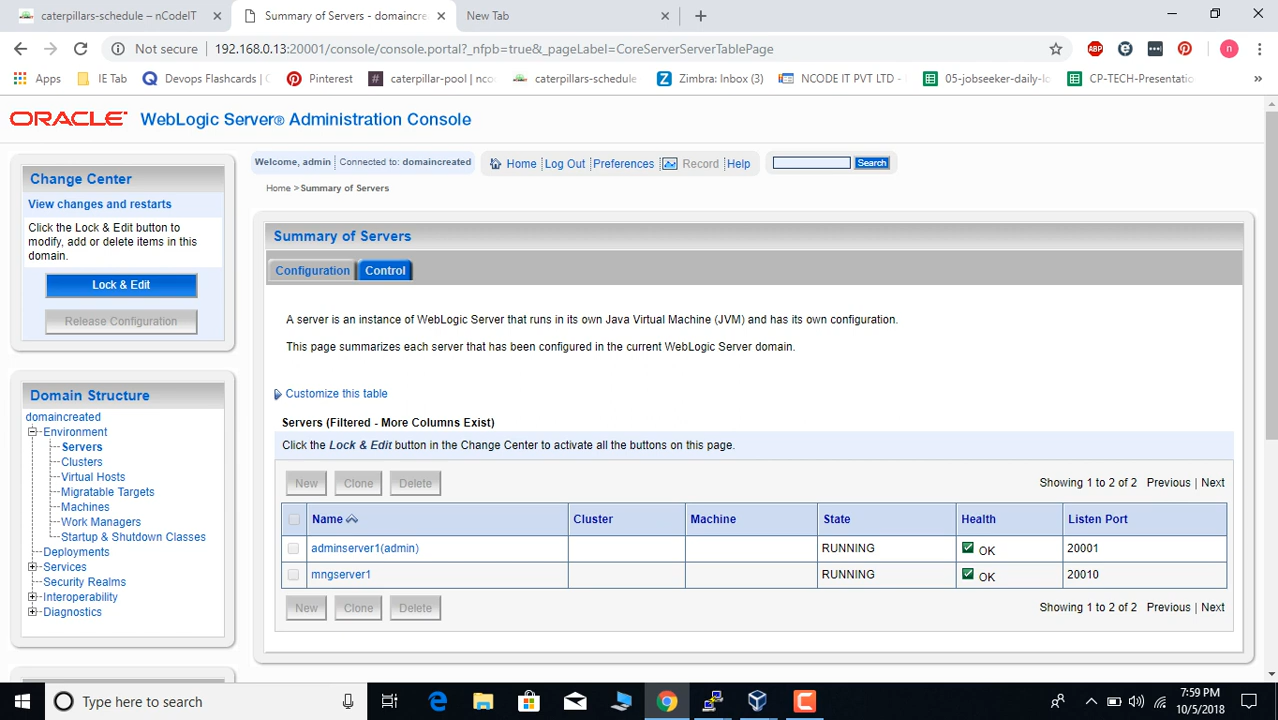 caterpillars-schedule – nCodeIT
Summary of Servers - domaincre
New Tab
Not secure 192.168.0.13:20001/console/console.portal?_nfpb=true&_pageLabel=CoreServerServerTablePage
ABP
n
Apps IE Tab Devops Flashcards | Pinterest caterpillar-pool | nco caterpillars-schedule Zimbra: Inbox (3) NCODE IT PVT LTD - 05-jobseeker-daily-lo CP-TECH-Presentatio »
ORACLE WebLogic Server® Administration Console
Change Center
View changes and restarts
Click the Lock & Edit button to
modify, add or delete items in this
domain.
Lock & Edit
Release Configuration
Domain Structure
domaincreated
Environment
Servers
Clusters
Virtual Hosts
Migratable Targets
Machines
Work Managers
Startup & Shutdown Classes
Deployments
Services
Security Realms
Interoperability
Diagnostics
Welcome, admin Connected to: domaincreated
Home Log Out Preferences Record Help
Search
Home >Summary of Servers
Summary of Servers
Configuration Control
A server is an instance of WebLogic Server that runs in its own Java Virtual Machine (JVM) and has its own configuration.
This page summarizes each server that has been configured in the current WebLogic Server domain.
Customize this table
Servers (Filtered - More Columns Exist)
Click the Lock & Edit button in the Change Center to activate all the buttons on this page.
New Clone Delete Showing 1 to 2 of 2 Previous | Next
Name Cluster Machine State Health Listen Port
adminserver1(admin) RUNNING OK 20001
mngserver1 RUNNING OK 20010
New Clone Delete Showing 1 to 2 of 2 Previous | Next
Type here to search
7:59 PM
10/5/2018